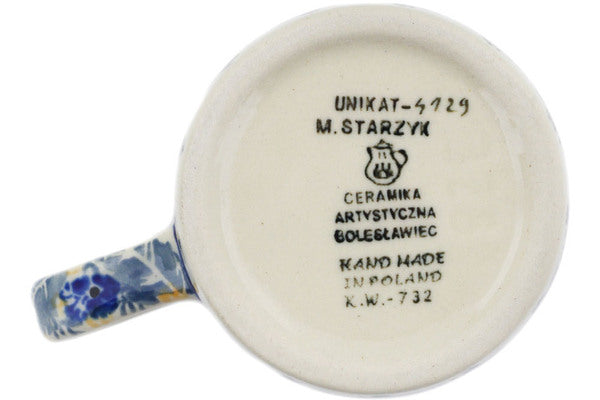 UNIKAT-4129
M. STARZYK
CERAMIKA
ARTYSTYCZNA
BOLESŁAWIEC
HAND MADE
IN POLAND
K.W.-732